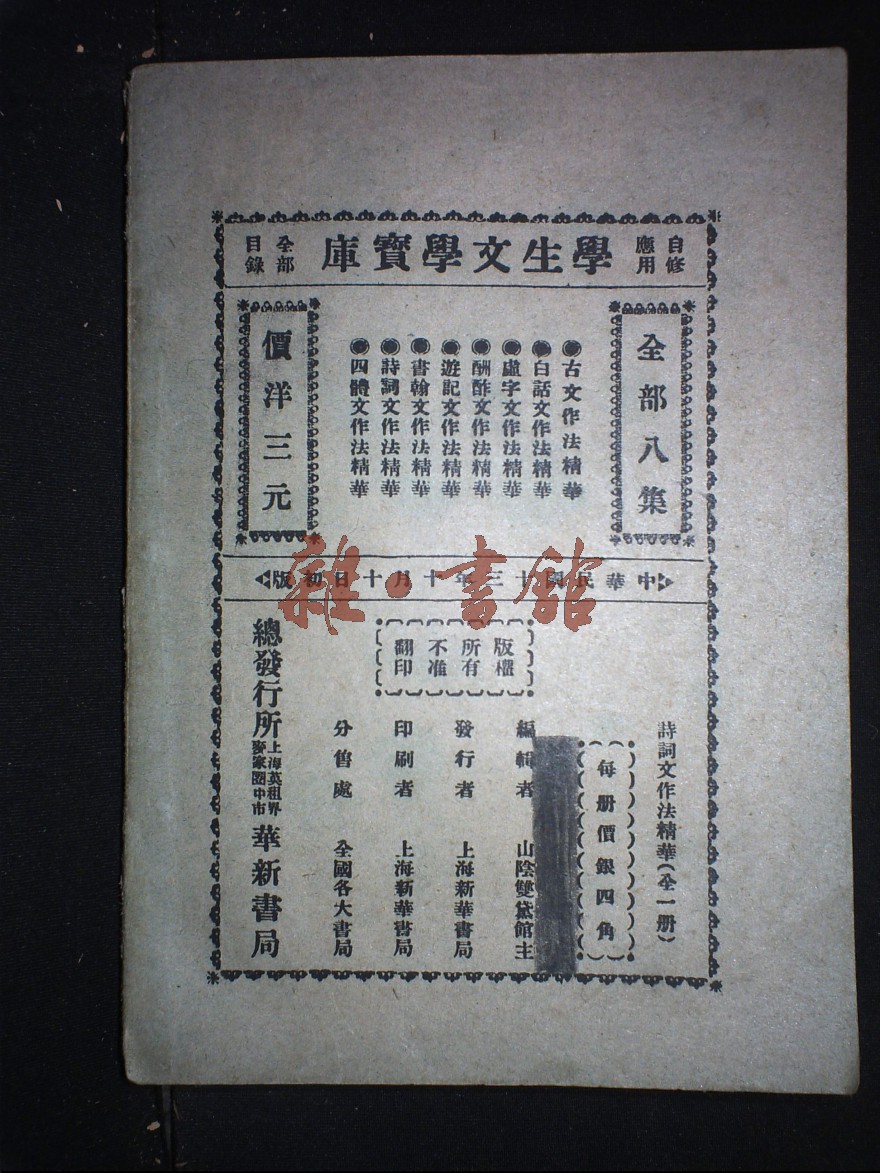 自修應用
學生文學寶庫
全部目錄
全部八集
●古文作法精華
●白話文作法精華
●虛字文作法精華
●酬酢文作法精華
●遊記文作法精華
●書翰文作法精華
●詩詞文作法精華
●四體文作法精華
價洋三元
中華民國十三年十月十日初版
詩詞文作法精華(全一册)
每册價銀四角
版權所有
不准翻印
編輯者 山陰雙黛館主
發行者 上海新華書局
印刷者 上海新華書局
分售處 全國各大書局
總發行所 上海英租界麥家圈中市 華新書局
雜·書館